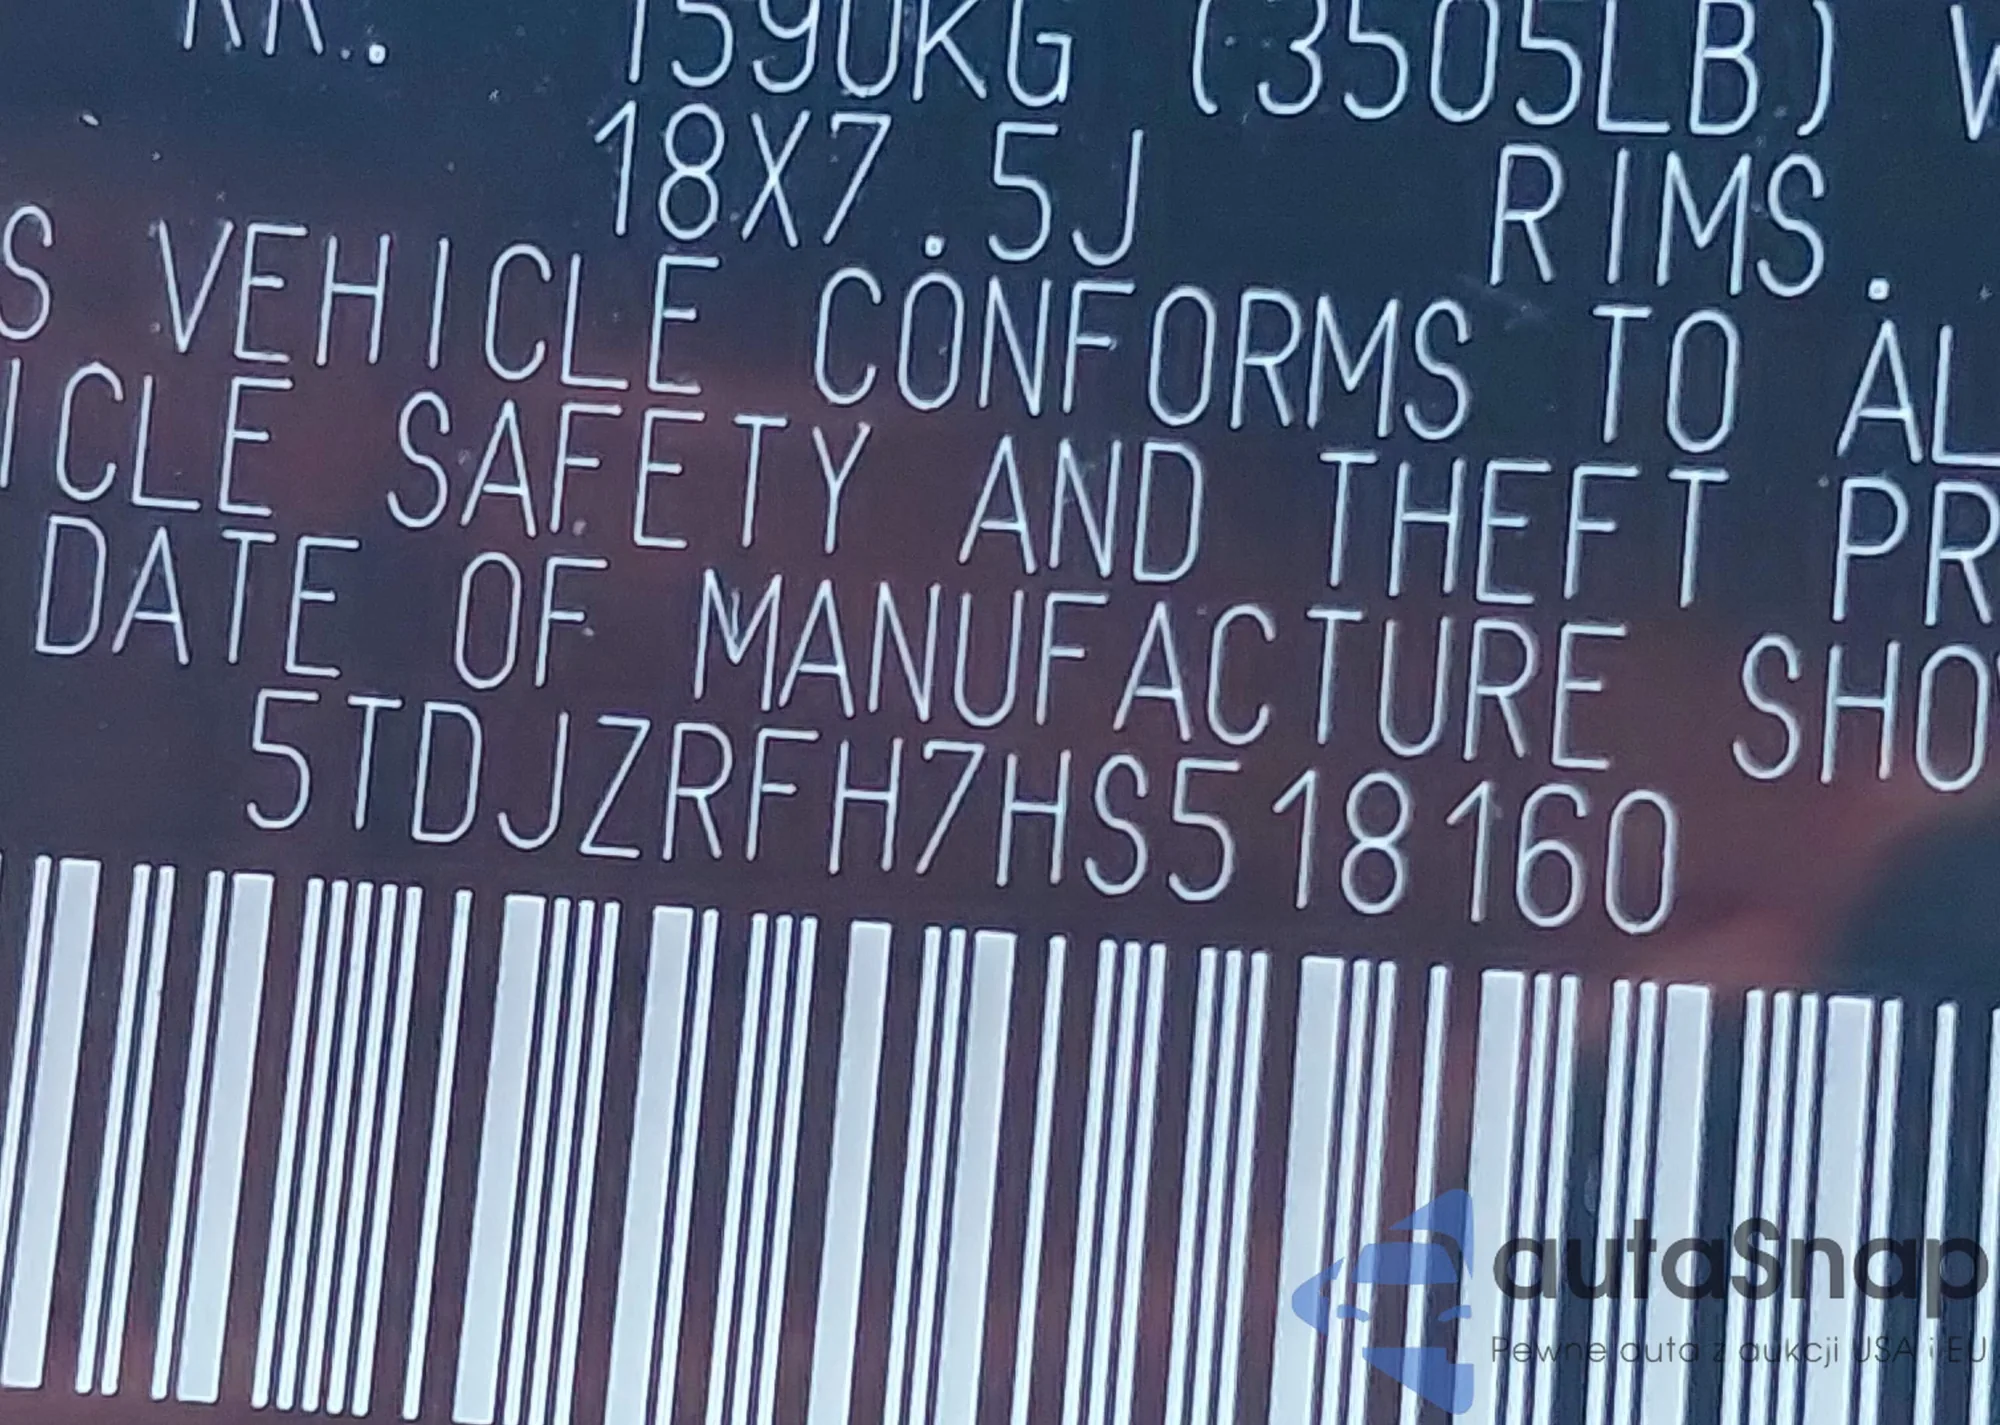 RR. 1590KG (3505LB) W
18X7.5J RIMS.
S VEHICLE CONFORMS TO AL
ICLE SAFETY AND THEFT PR
DATE OF MANUFACTURE SHO
5TDJZRFH7HS518160
autaSnap
Pewne auta z aukcji USA i EU